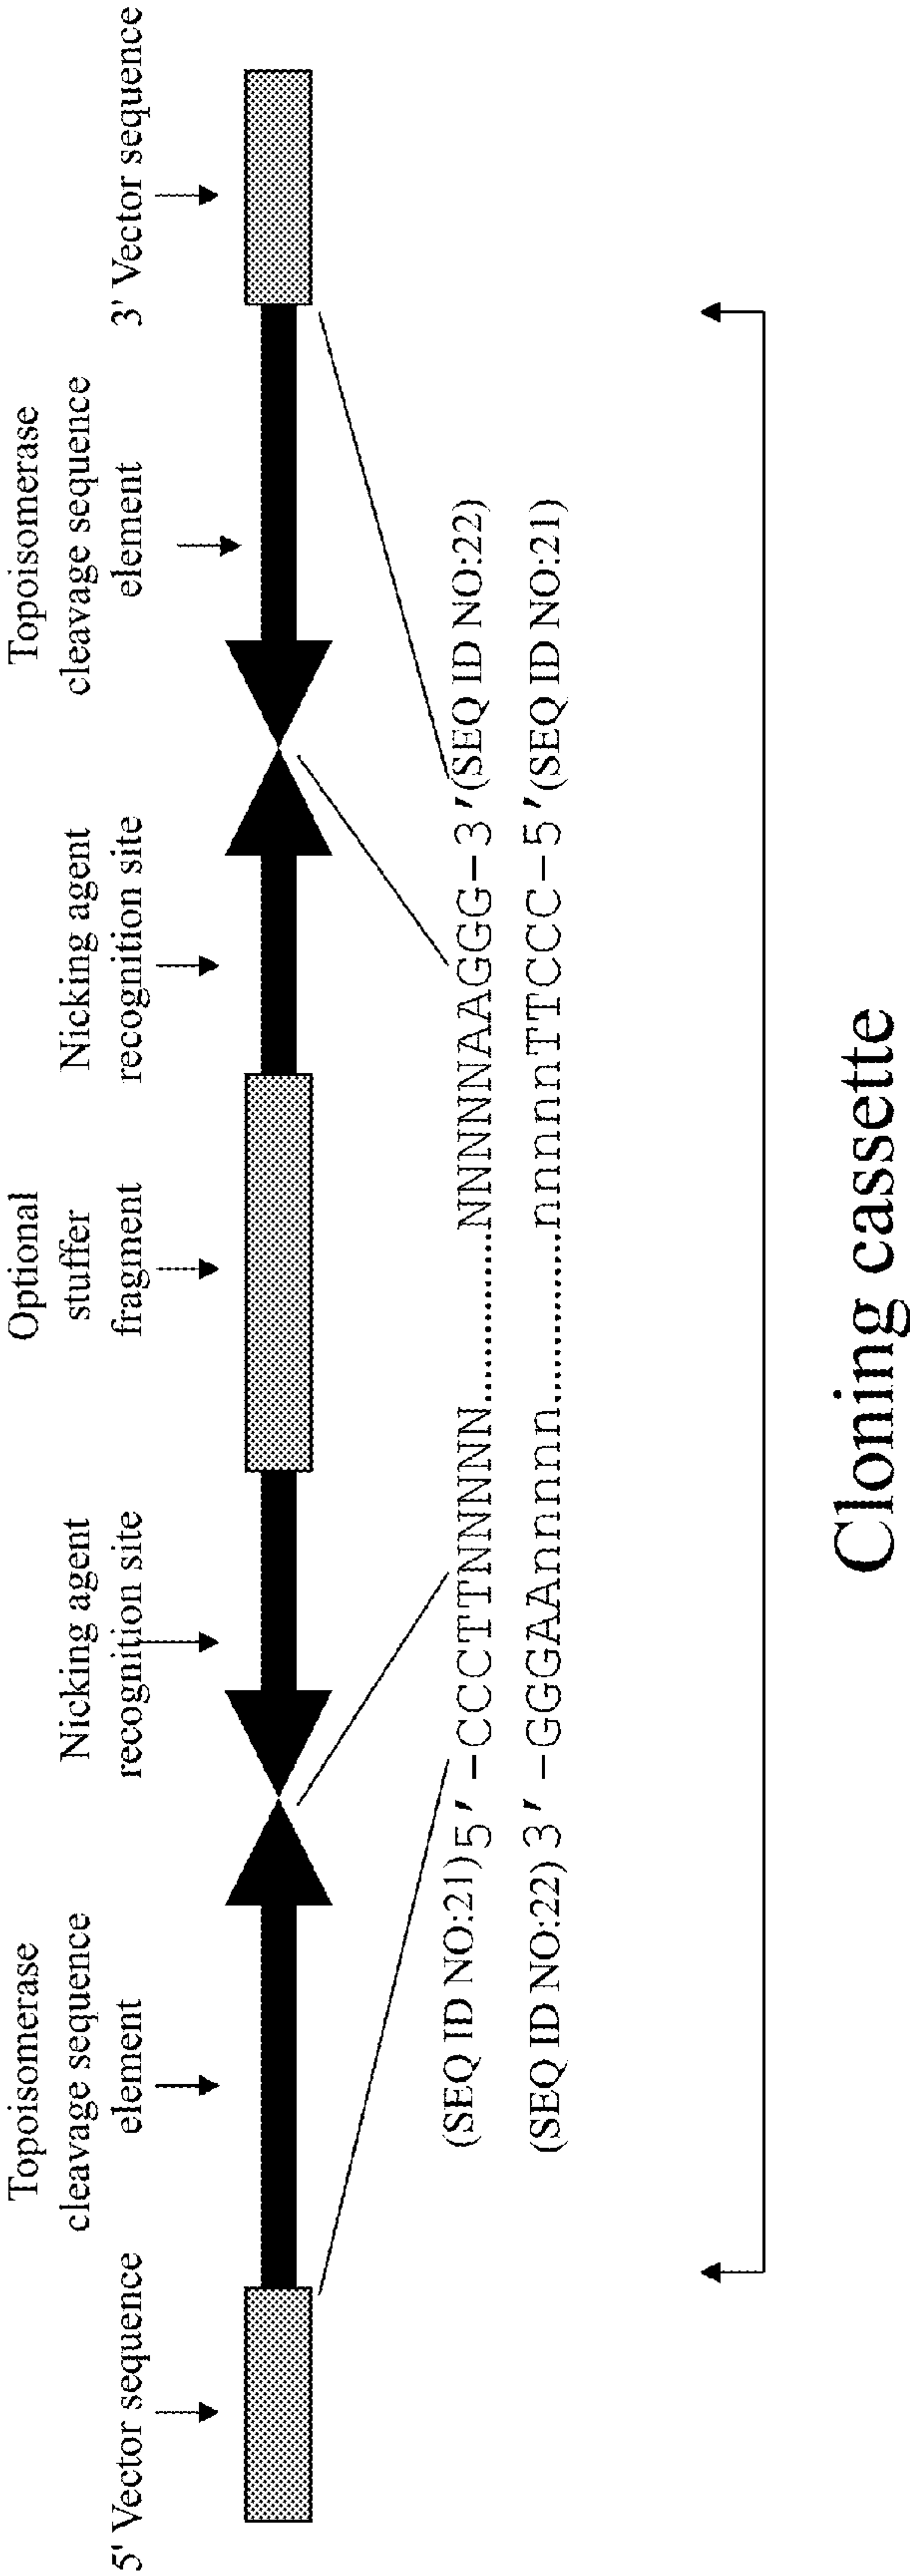 5' Vector sequence
Topoisomerase
cleavage sequence
element
Nicking agent
recognition site
Optional
stuffer
fragment
Nicking agent
recognition site
Topoisomerase
cleavage sequence
element
3' Vector sequence
(SEQ ID NO:21) 5' -CCCTTNNNNN............NNNNNAAGGG-3' (SEQ ID NO:22)
(SEQ ID NO:22) 3' -GGGAAnnnnn............nnnnnTTCCC-5' (SEQ ID NO:21)
Cloning cassette